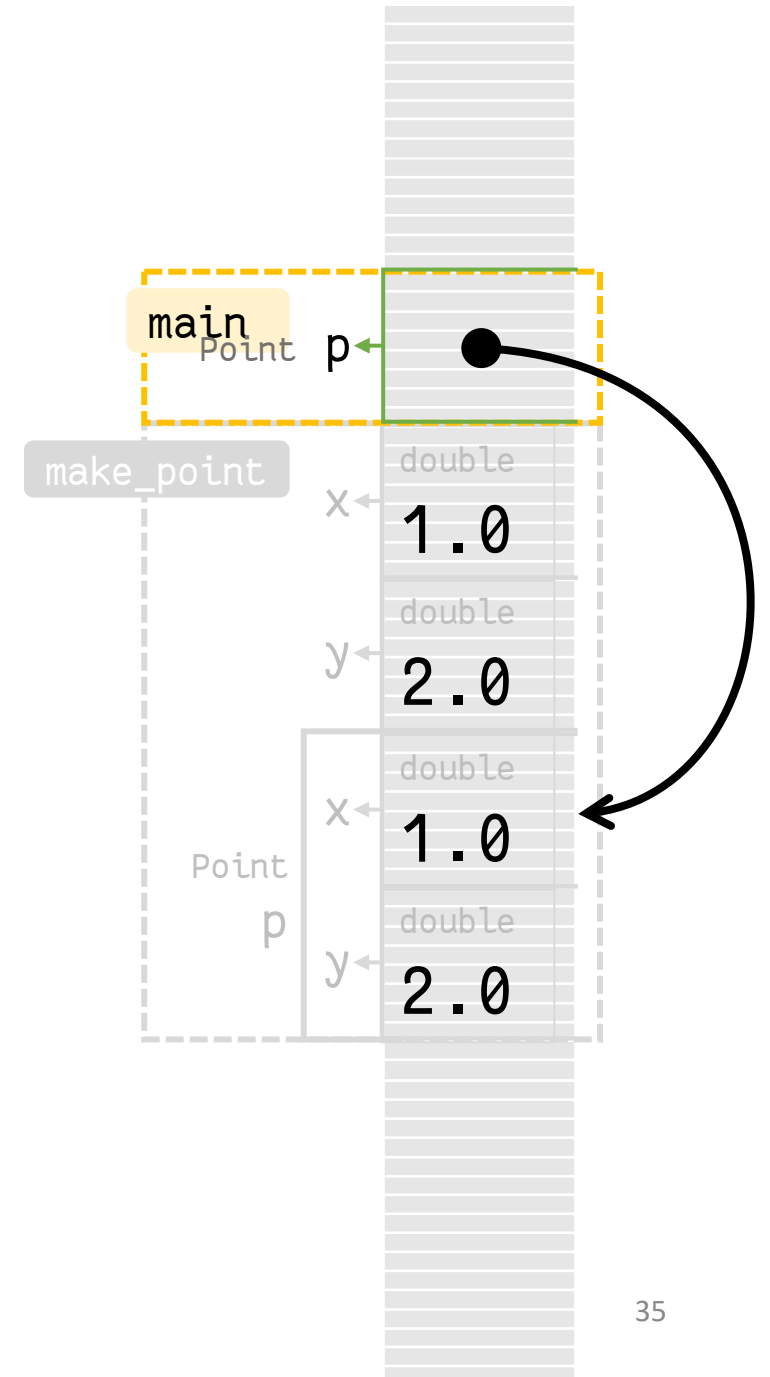 main
Point p
make_point
double
x
1.0
double
y
2.0
double
x
1.0
Point
p
double
y
2.0
35